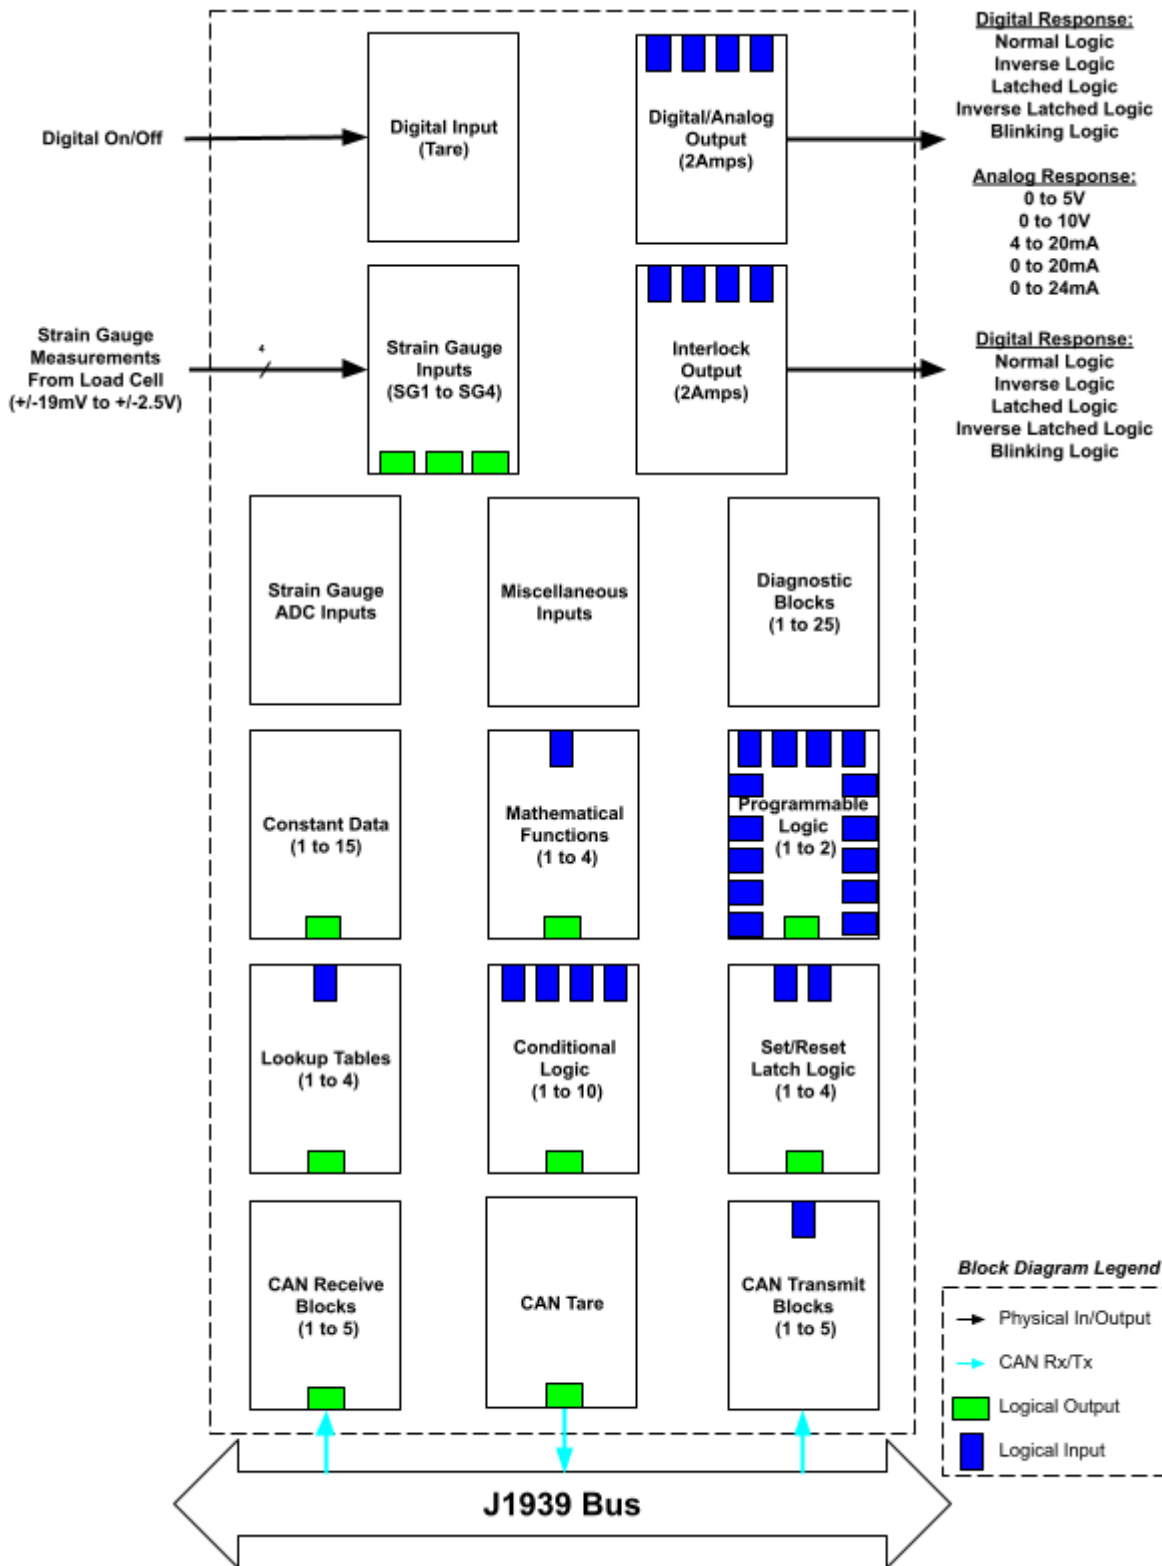 Digital On/Off
Digital Input
(Tare)
Digital/Analog
Output
(2Amps)
Digital Response:
Normal Logic
Inverse Logic
Latched Logic
Inverse Latched Logic
Blinking Logic
Analog Response:
0 to 5V
0 to 10V
4 to 20mA
0 to 20mA
0 to 24mA
Strain Gauge
Measurements
From Load Cell
(+/-19mV to +/-2.5V)
4
Strain Gauge
Inputs
(SG1 to SG4)
Interlock
Output
(2Amps)
Digital Response:
Normal Logic
Inverse Logic
Latched Logic
Inverse Latched Logic
Blinking Logic
Strain Gauge
ADC Inputs
Miscellaneous
Inputs
Diagnostic
Blocks
(1 to 25)
Constant Data
(1 to 15)
Mathematical
Functions
(1 to 4)
Programmable
Logic
(1 to 2)
Lookup Tables
(1 to 4)
Conditional
Logic
(1 to 10)
Set/Reset
Latch Logic
(1 to 4)
CAN Receive
Blocks
(1 to 5)
CAN Tare
CAN Transmit
Blocks
(1 to 5)
Block Diagram Legend
Physical In/Output
CAN Rx/Tx
Logical Output
Logical Input
J1939 Bus